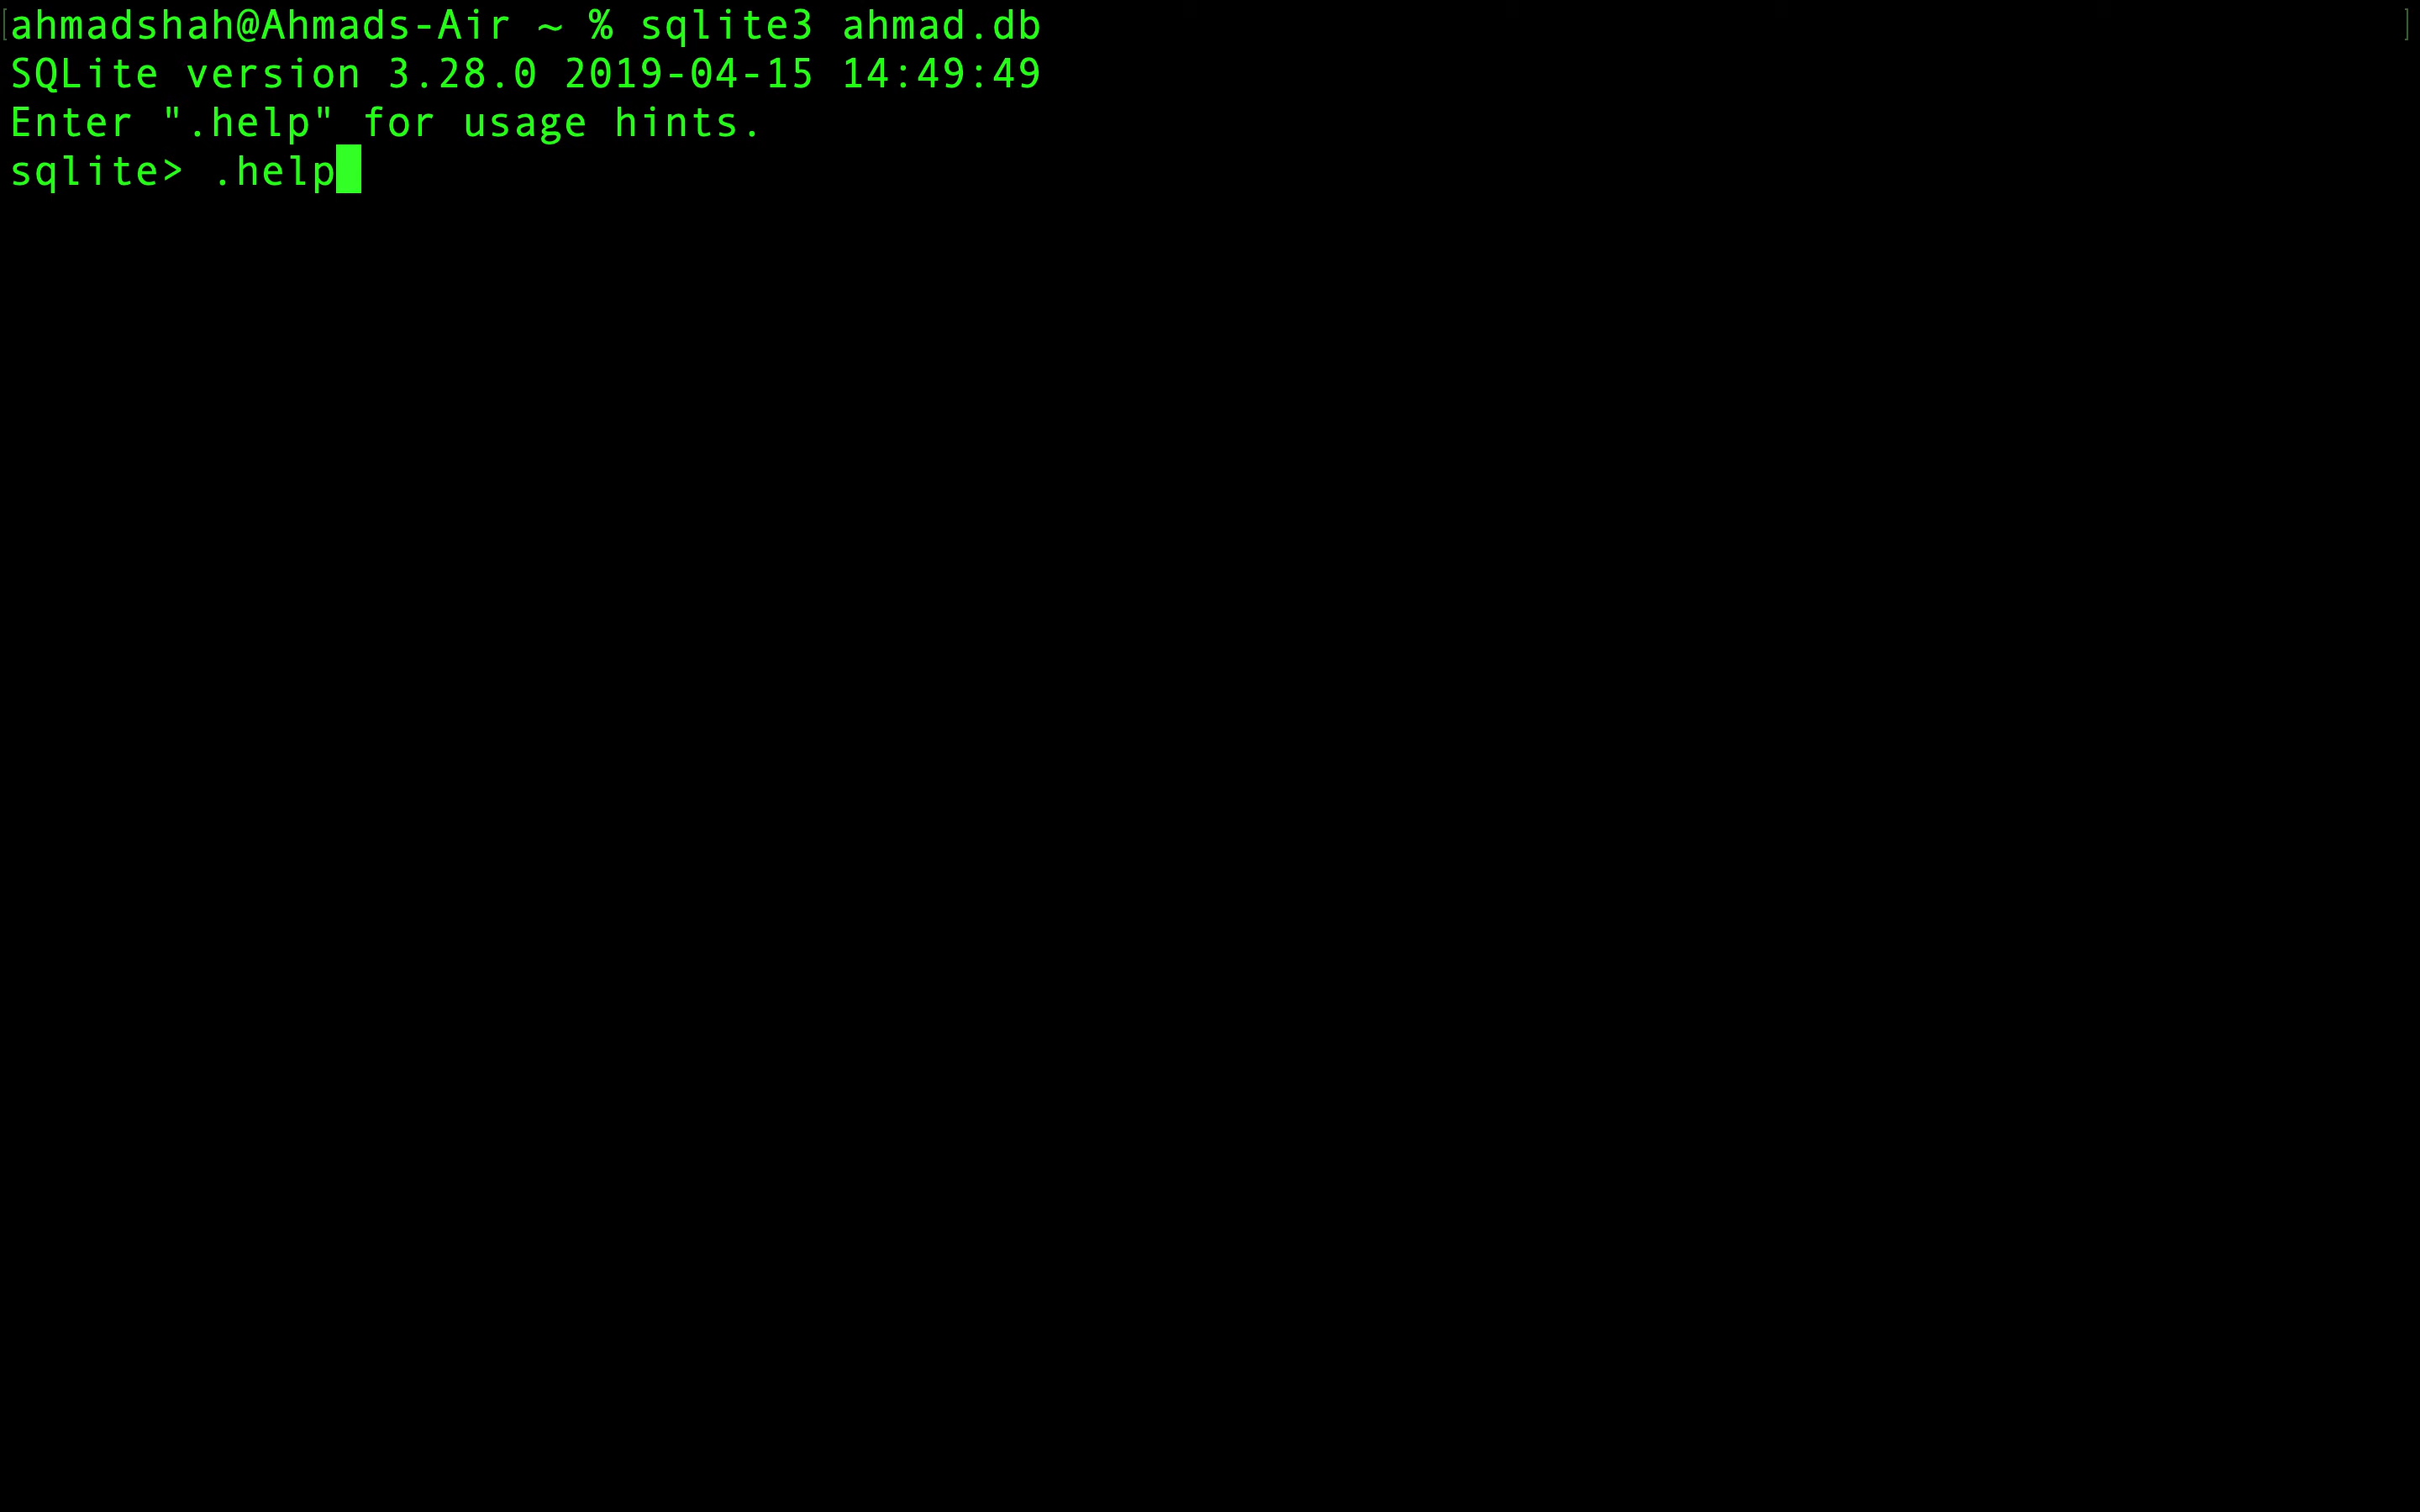 [ahmadshah@Ahmads-Air ~ % sqlite3 ahmad.db ]
SQLite version 3.28.0 2019-04-15 14:49:49
Enter ".help" for usage hints.
sqlite> .help